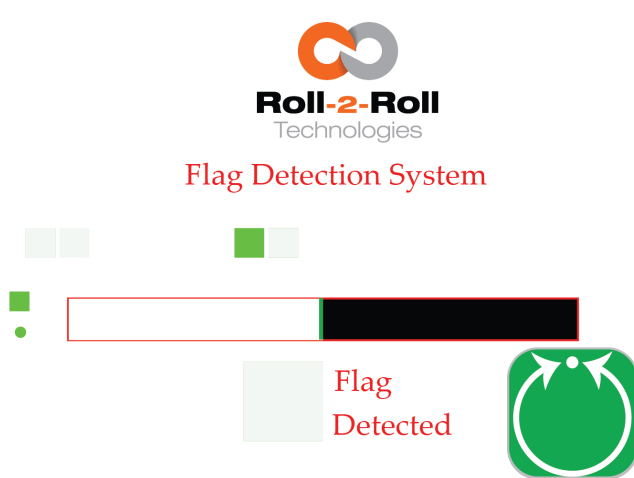 Roll-2-Roll
Technologies
Flag Detection System
Flag
Detected